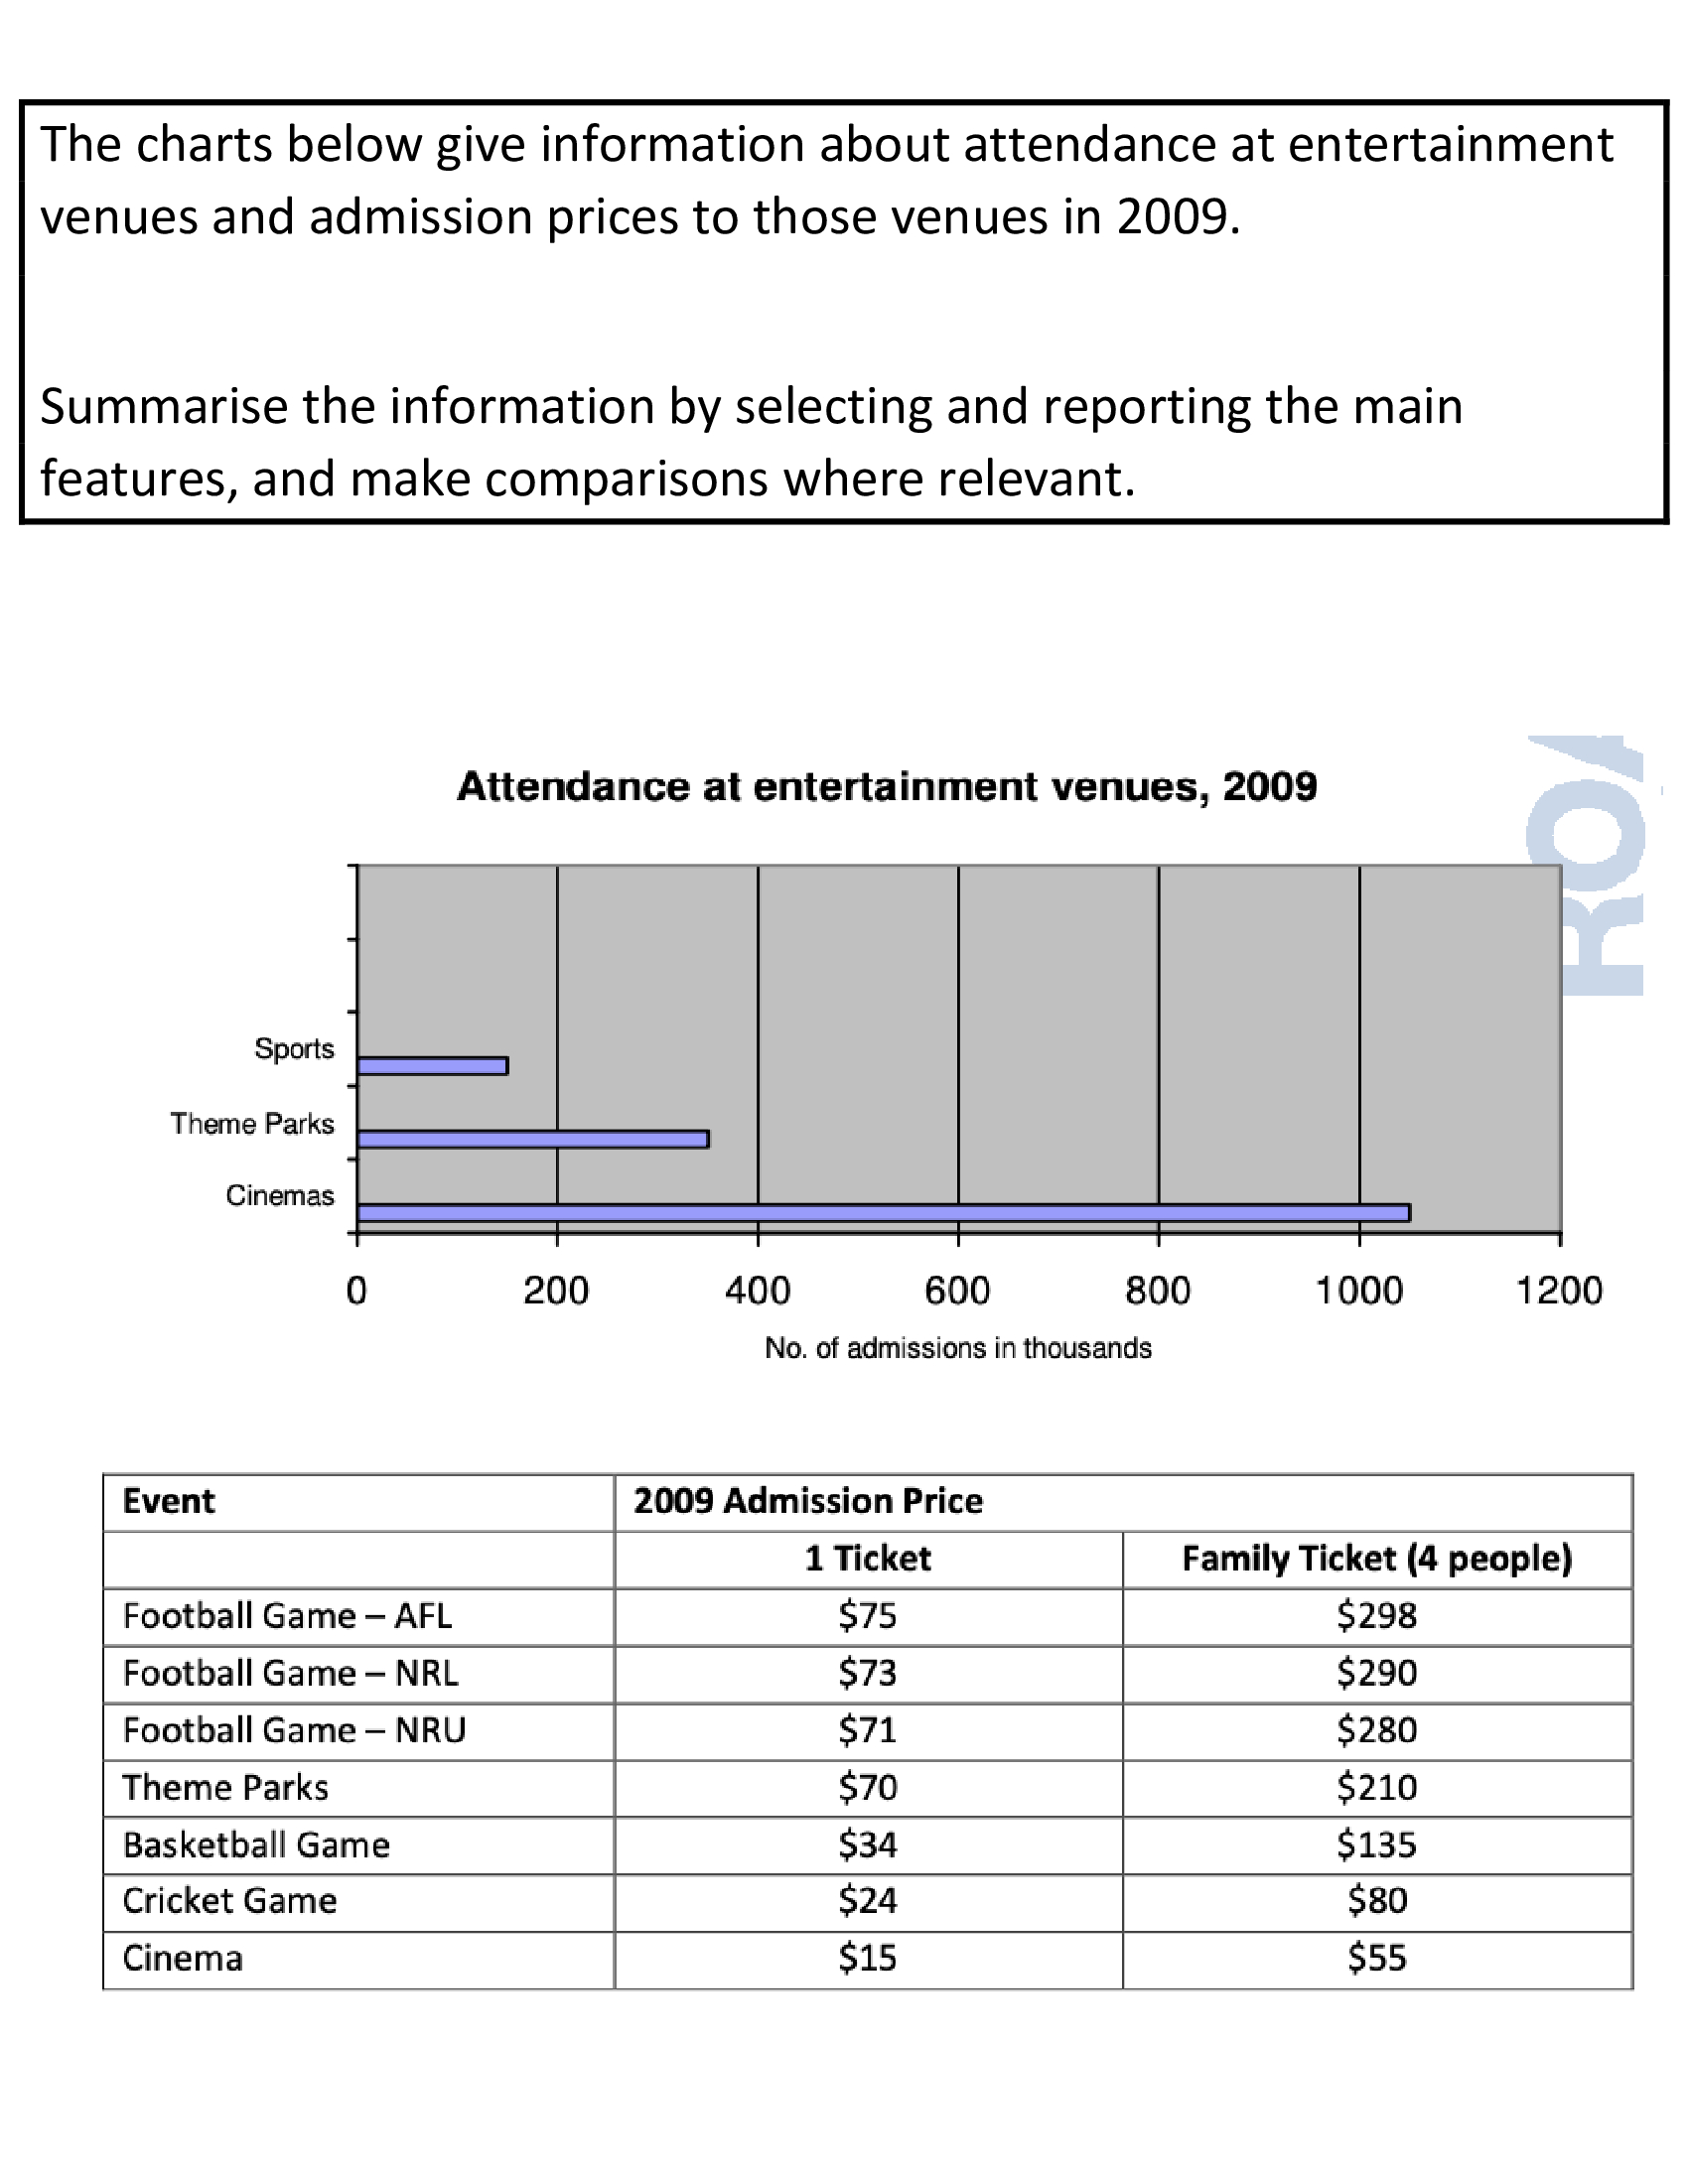 The charts below give information about attendance at entertainment
venues and admission prices to those venues in 2009.
Summarise the information by selecting and reporting the main
features, and make comparisons where relevant.
Attendance at entertainment venues, 2009
Sports
Theme Parks
Cinemas
0 200 400 600 800 1000 1200
No. of admissions in thousands
Event 2009 Admission Price
1 Ticket Family Ticket (4 people)
Football Game – AFL $75 $298
Football Game – NRL $73 $290
Football Game – NRU $71 $280
Theme Parks $70 $210
Basketball Game $34 $135
Cricket Game $24 $80
Cinema $15 $55